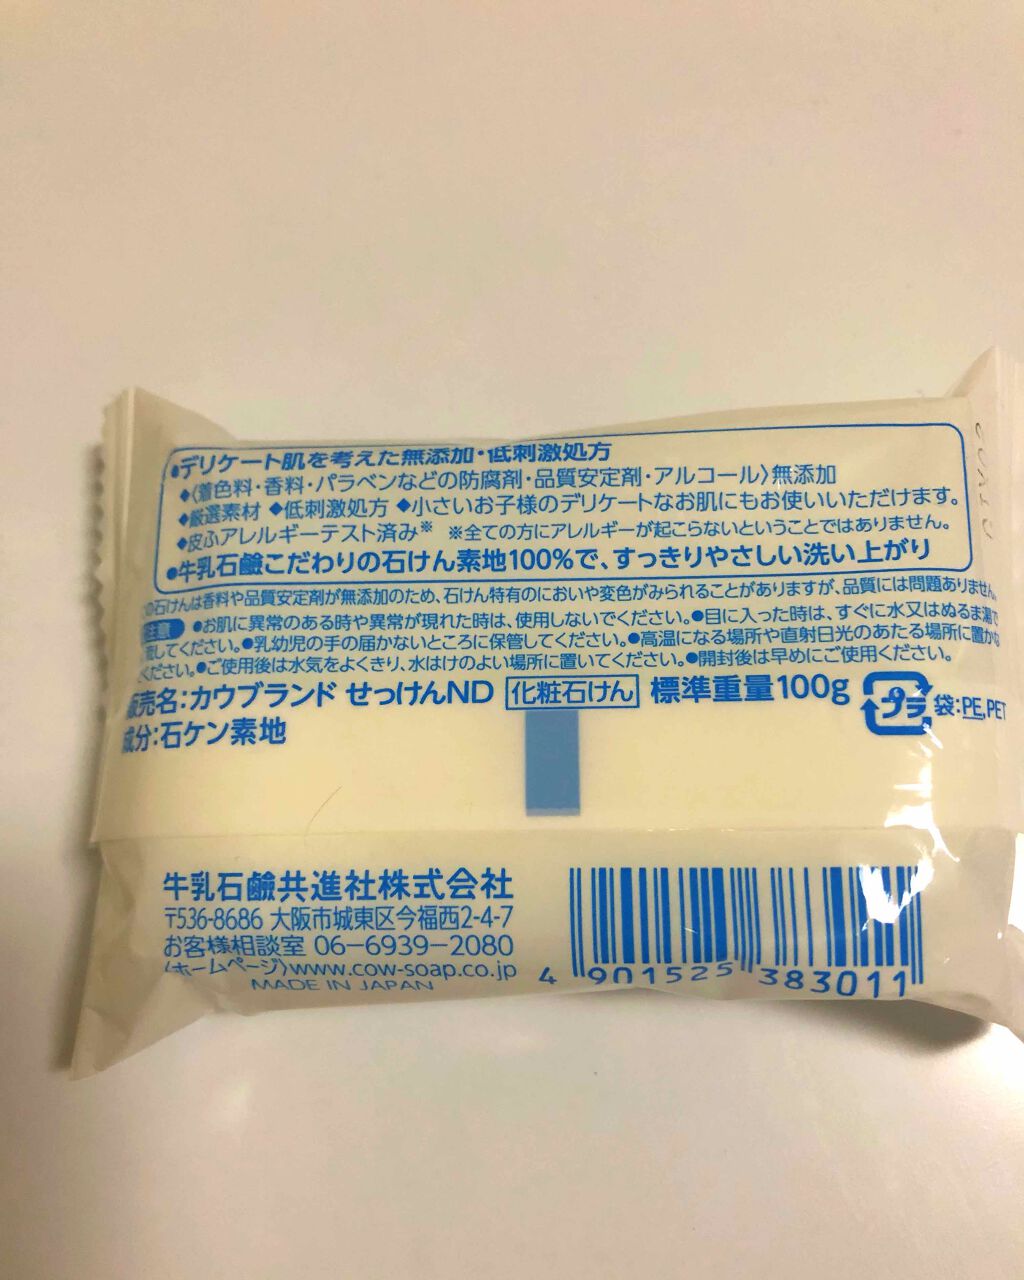 ●デリケート肌を考えた無添加・低刺激処方
◆〈着色料・香料・パラベンなどの防腐剤・品質安定剤・アルコール〉無添加
◆厳選素材 ◆低刺激処方 ◆小さいお子様のデリケートなお肌にもお使いいただけます。
◆皮ふアレルギーテスト済み※ ※全ての方にアレルギーが起こらないということではありません。
●牛乳石鹼こだわりの石けん素地100%で、すっきりやさしい洗い上がり
の石けんは香料や品質安定剤が無添加のため、石けん特有のにおいや変色がみられることがありますが、品質には問題ありません。
注意 ●お肌に異常のある時や異常が現れた時は、使用しないでください。●目に入った時は、すぐに水又はぬるま湯で
流してください。●乳幼児の手の届かないところに保管してください。●高温になる場所や直射日光のあたる場所に置かな
ください。●ご使用後は水気をよくきり、水はけのよい場所に置いてください。●開封後は早めにご使用ください。
販売名:カウブランド せっけんND 化粧石けん 標準重量100g プラ 袋:PE,PET
成分:石ケン素地
牛乳石鹼共進社株式会社
〒536-8686 大阪市城東区今福西2-4-7
お客様相談室 06-6939-2080
〈ホームページ〉www.cow-soap.co.jp
MADE IN JAPAN
4 901525 383011